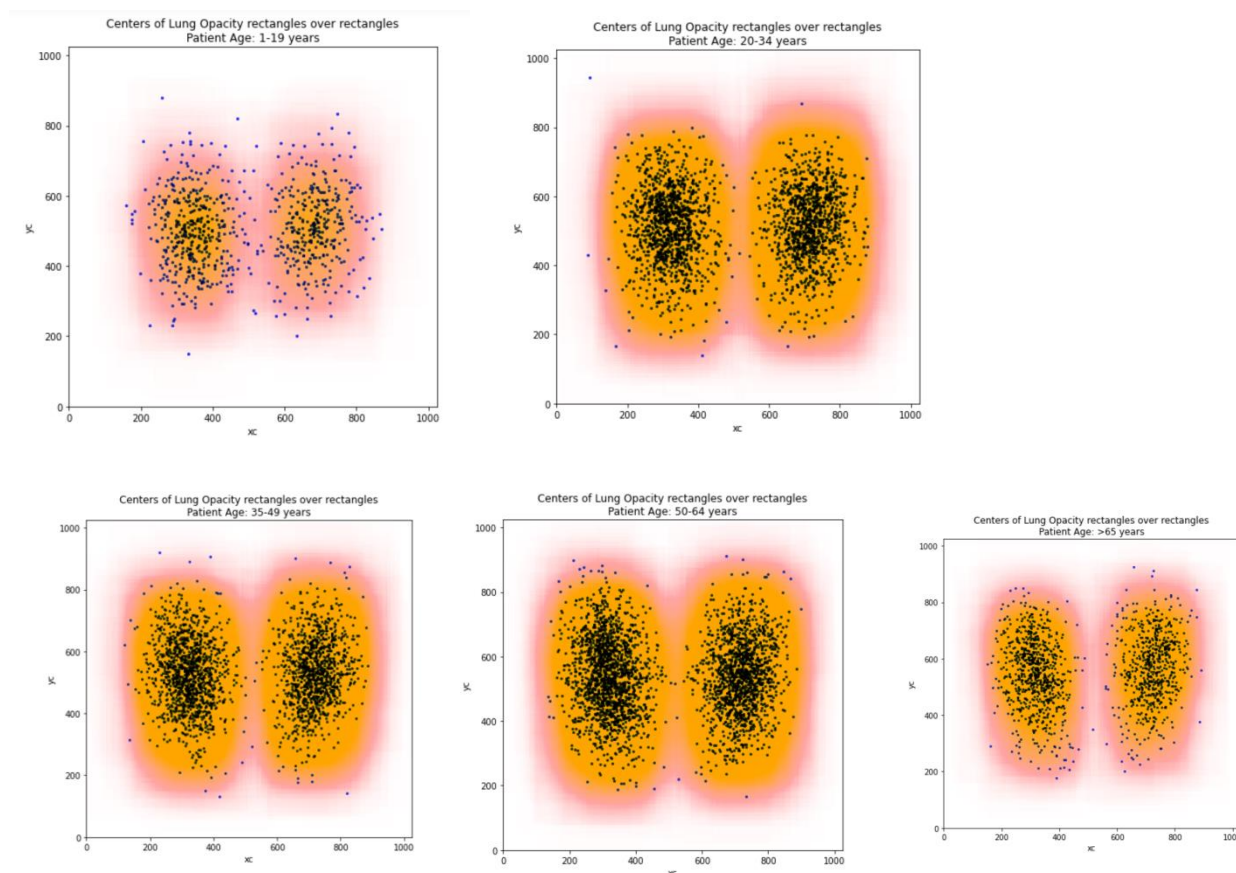 Centers of Lung Opacity rectangles over rectangles
Patient Age: 1-19 years
1000
800
600
400
200
0
yc
0 200 400 600 800 1000
xc
Centers of Lung Opacity rectangles over rectangles
Patient Age: 20-34 years
1000
800
600
400
200
0
yc
0 200 400 600 800 1000
xc
Centers of Lung Opacity rectangles over rectangles
Patient Age: 35-49 years
1000
800
600
400
200
0
yc
0 200 400 600 800 1000
xc
Centers of Lung Opacity rectangles over rectangles
Patient Age: 50-64 years
1000
800
600
400
200
0
yc
0 200 400 600 800 1000
Centers of Lung Opacity rectangles over rectangles
Patient Age: >65 years
1000
800
600
400
200
0
yc
0 200 400 600 800 1000
xc